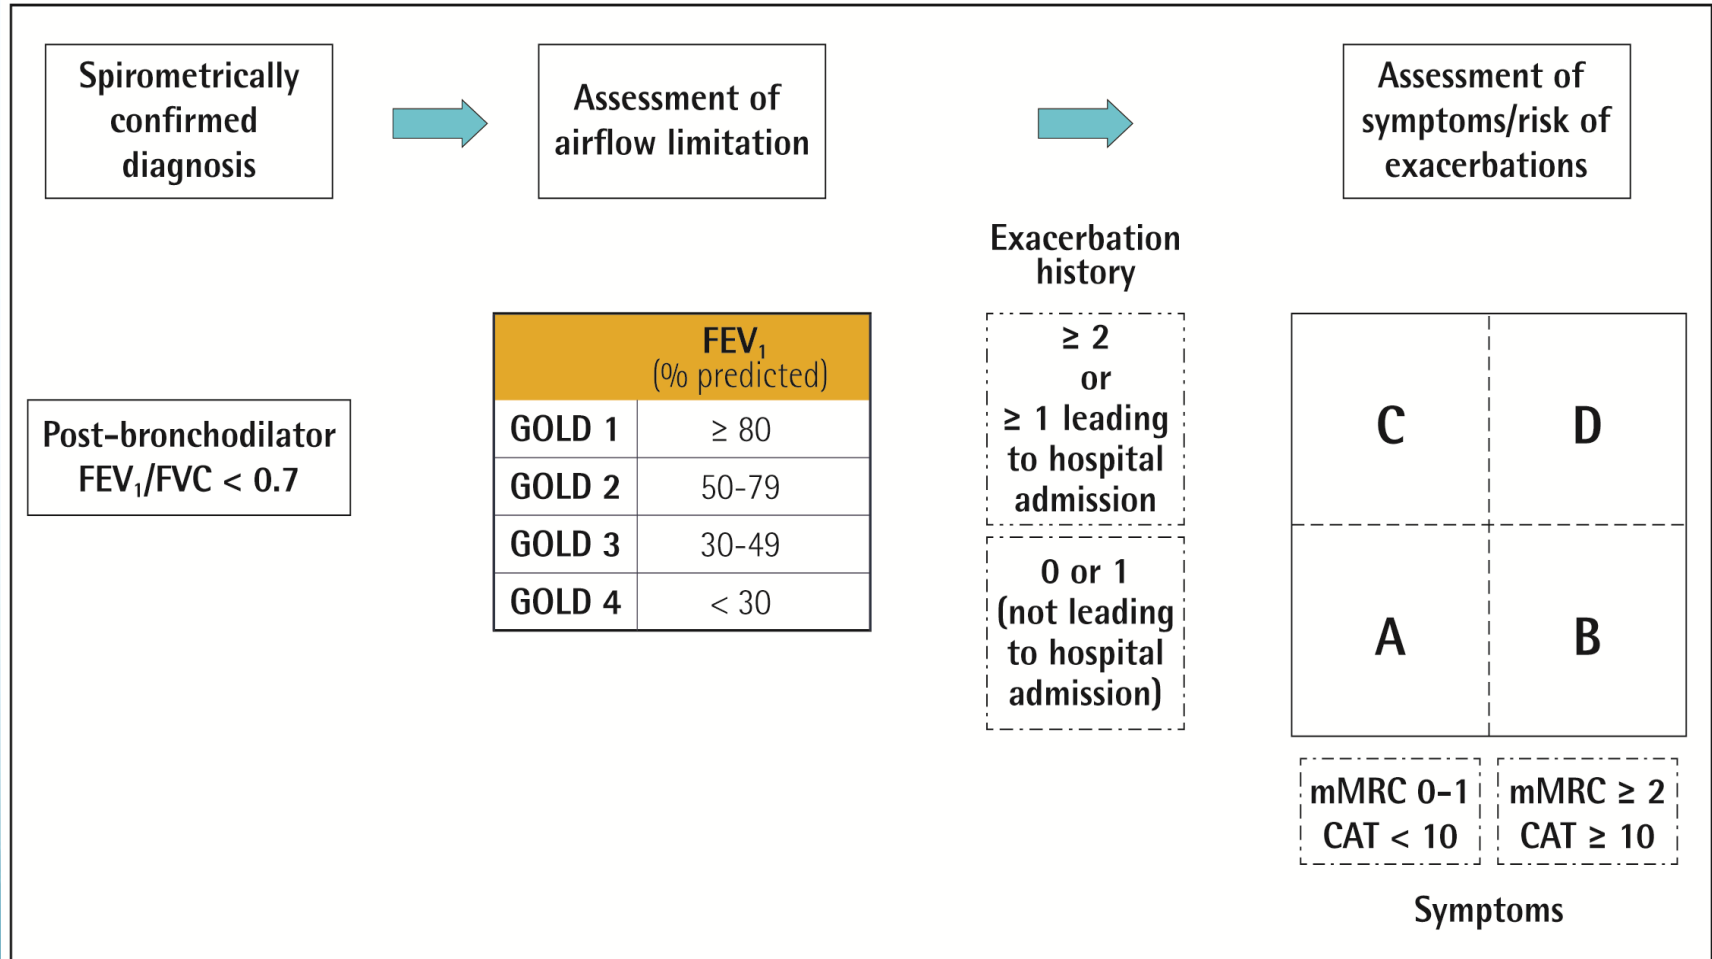 Spirometrically
confirmed
diagnosis
Assessment of
airflow limitation
Assessment of
symptoms/risk of
exacerbations
Post-bronchodilator
FEV₁/FVC < 0.7
FEV₁
(% predicted)
GOLD 1 ≥ 80
GOLD 2 50-79
GOLD 3 30-49
GOLD 4 < 30
Exacerbation
history
≥ 2
or
≥ 1 leading
to hospital
admission
0 or 1
(not leading
to hospital
admission)
C D
A B
mMRC 0-1
CAT < 10
mMRC ≥ 2
CAT ≥ 10
Symptoms